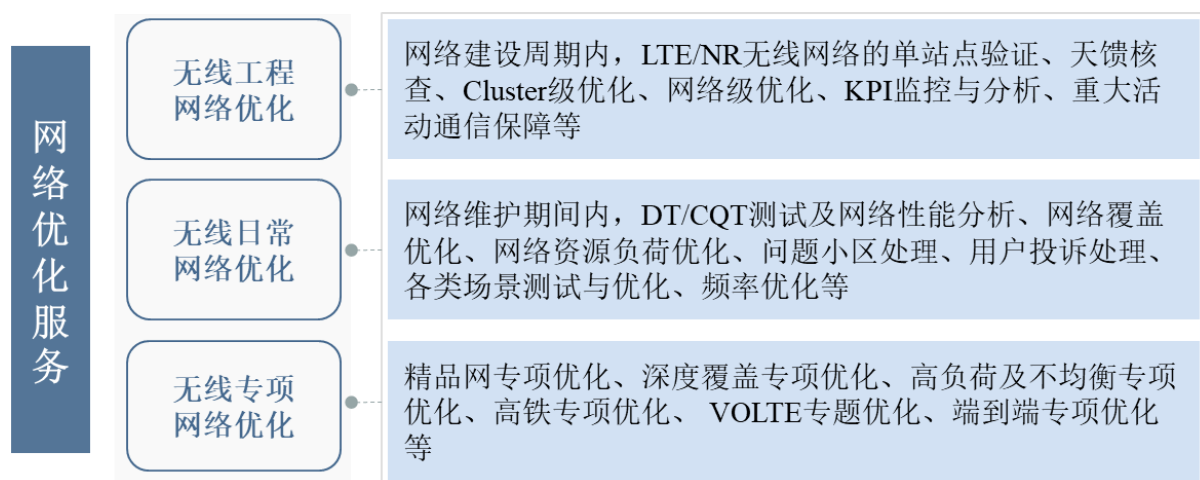 网络优化服务
无线工程
网络优化
网络建设周期内，LTE/NR无线网络的单站点验证、天馈核
查、Cluster级优化、网络级优化、KPI监控与分析、重大活
动通信保障等
无线日常
网络优化
网络维护期间内，DT/CQT测试及网络性能分析、网络覆盖
优化、网络资源负荷优化、问题小区处理、用户投诉处理、
各类场景测试与优化、频率优化等
无线专项
网络优化
精品网专项优化、深度覆盖专项优化、高负荷及不均衡专项
优化、高铁专项优化、 VOLTE专题优化、端到端专项优化
等